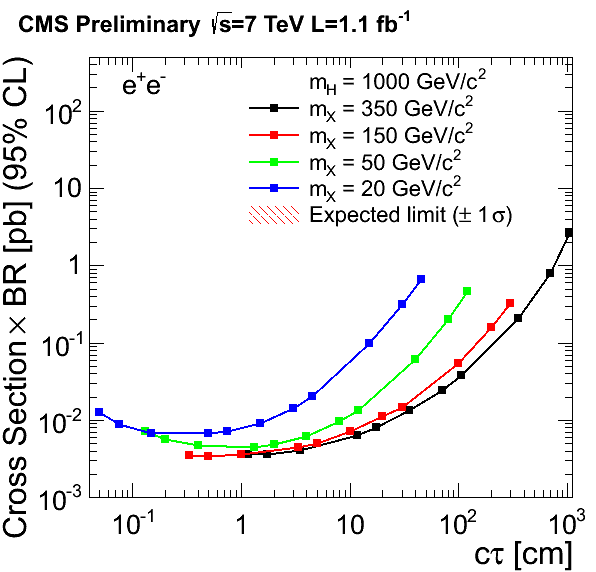 CMS Preliminary √s=7 TeV L=1.1 fb⁻¹
e⁺e⁻
m_H = 1000 GeV/c²
m_X = 350 GeV/c²
m_X = 150 GeV/c²
m_X = 50 GeV/c²
m_X = 20 GeV/c²
Expected limit (± 1σ)
Cross Section × BR [pb] (95% CL)
10²
10
1
10⁻¹
10⁻²
10⁻³
10⁻¹ 1 10 10² 10³
cτ [cm]